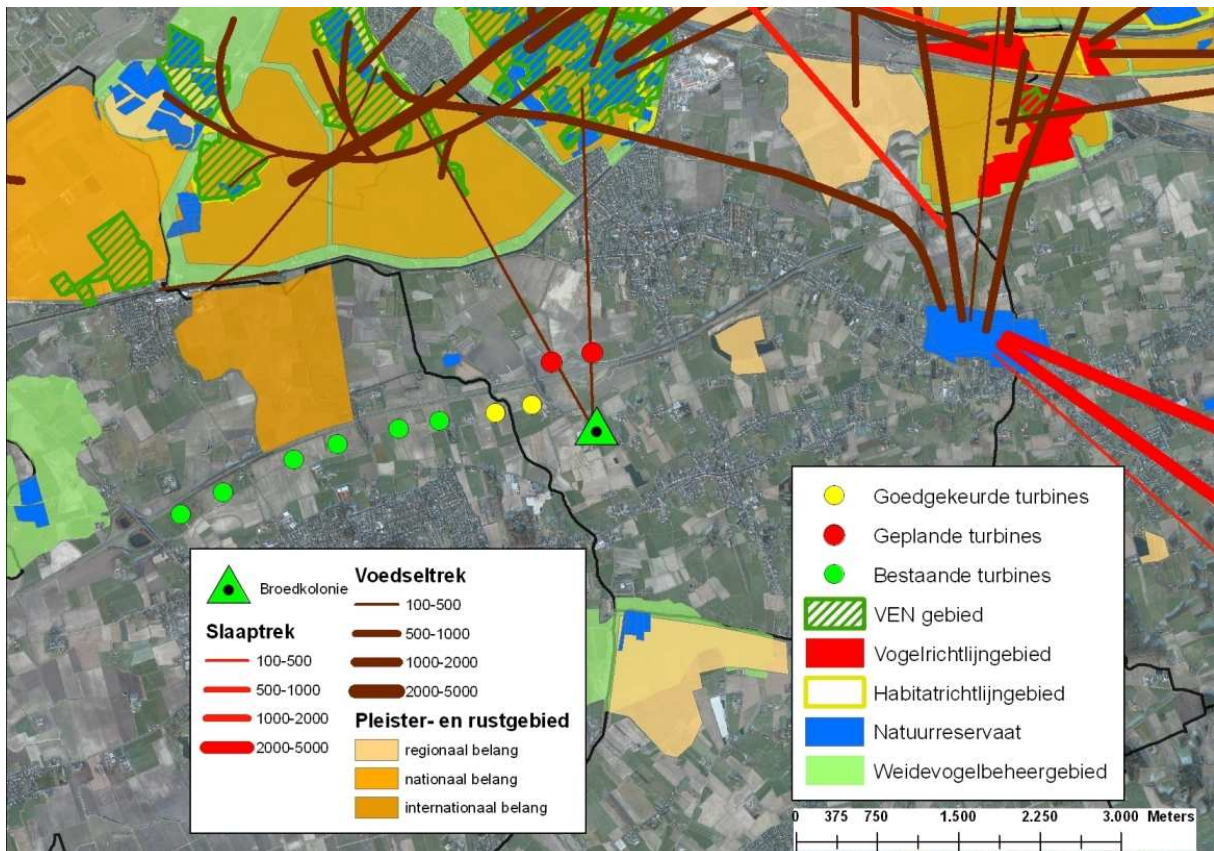 Broedkolonie
Slaaptrek
100-500
500-1000
1000-2000
2000-5000
Voedseltrek
100-500
500-1000
1000-2000
2000-5000
Pleister- en rustgebied
regionaal belang
nationaal belang
internationaal belang
Goedgekeurde turbines
Geplande turbines
Bestaande turbines
VEN gebied
Vogelrichtlijngebied
Habitatrichtlijngebied
Natuurreservaat
Weidevogelbeheergebied
0 375 750 1.500 2.250 3.000 Meters